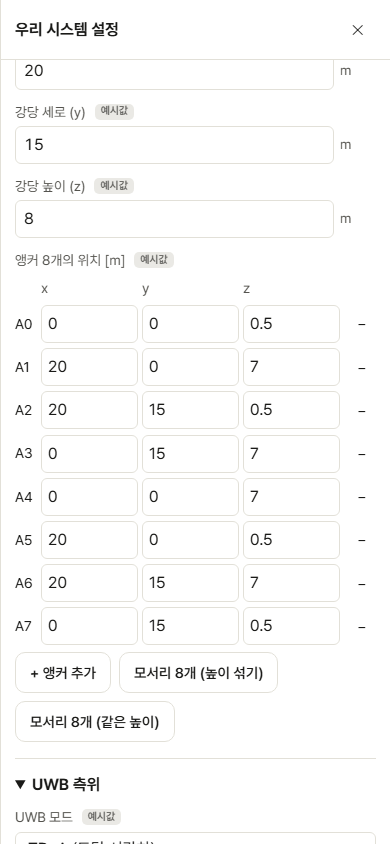 우리 시스템 설정 ×
20 m
강당 세로 (y) 예시값
15 m
강당 높이 (z) 예시값
8 m
앵커 8개의 위치 [m] 예시값
x y z
A0 0 0 0.5 –
A1 20 0 7 –
A2 20 15 0.5 –
A3 0 15 7 –
A4 0 0 7 –
A5 20 0 0.5 –
A6 20 15 7 –
A7 0 15 0.5 –
+ 앵커 추가 모서리 8개 (높이 섞기)
모서리 8개 (같은 높이)
▼ UWB 측위
UWB 모드 예시값